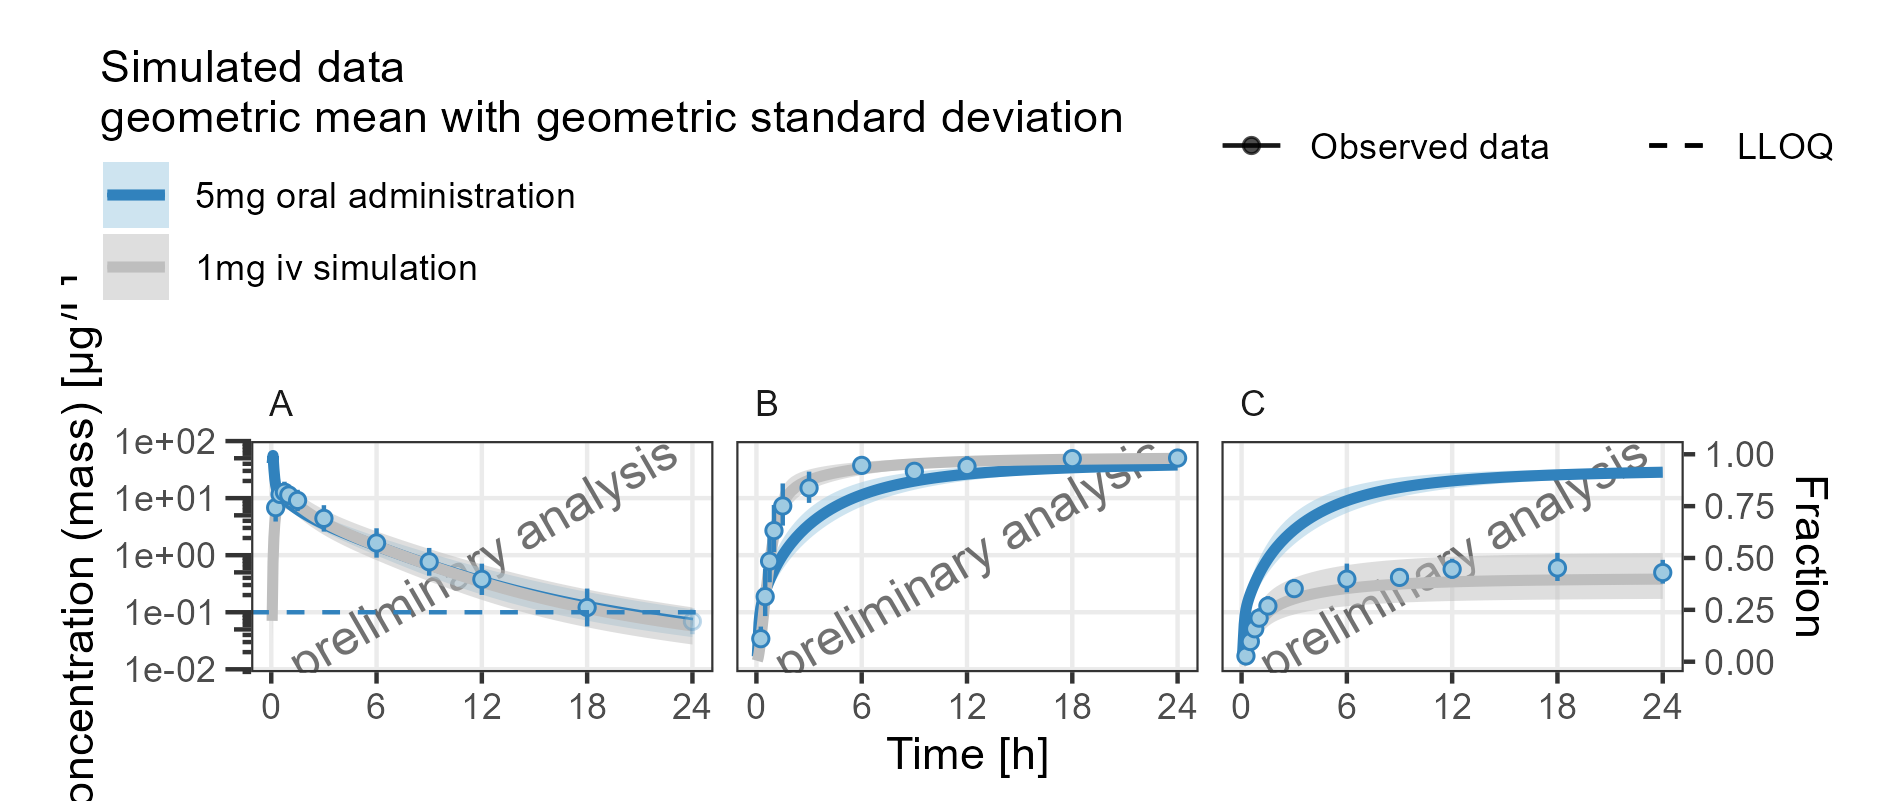 Simulated data
geometric mean with geometric standard deviation
5mg oral administration
1mg iv simulation
Observed data
LLOQ
A
B
C
oncentration (mass) [µg/
1e+02
1e+01
1e+00
1e-01
1e-02
preliminary analysis
preliminary analysis
preliminary analysis
1.00
0.75
0.50
0.25
0.00
Fraction
0 6 12 18 24
0 6 12 18 24
0 6 12 18 24
Time [h]